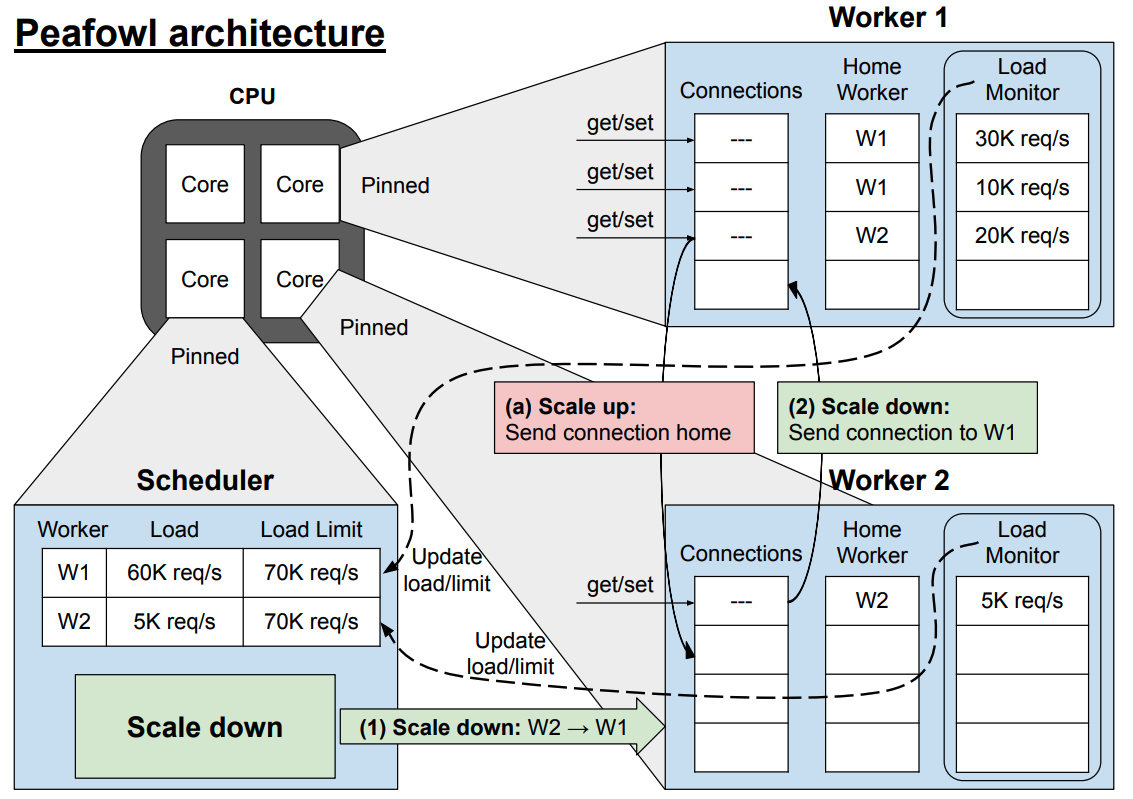 Peafowl architecture
CPU
Core
Core
Core
Core
Pinned
Pinned
Pinned
Worker 1
Connections
Home
Worker
Load
Monitor
get/set
---
W1
30K req/s
get/set
---
W1
10K req/s
get/set
---
W2
20K req/s
(a) Scale up:
Send connection home
(2) Scale down:
Send connection to W1
Scheduler
Worker
Load
Load Limit
W1
60K req/s
70K req/s
W2
5K req/s
70K req/s
Update
load/limit
Update
load/limit
Scale down
(1) Scale down: W2 → W1
Worker 2
Connections
Home
Worker
Load
Monitor
get/set
---
W2
5K req/s